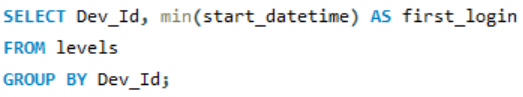 SELECT Dev_Id, min(start_datetime) AS first_login
FROM levels
GROUP BY Dev_Id;